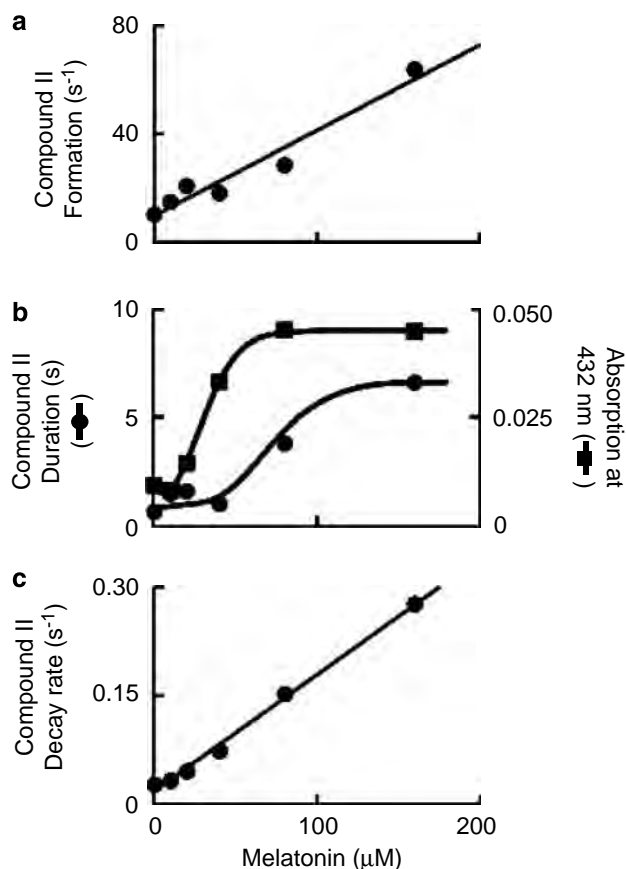 a
Compound II
Formation (s-1)
80
40
0
b
Compound II
Duration (s)
( )
10
5
0
0.050
0.025
0
Absorption at
432 nm ( )
c
Compound II
Decay rate (s-1)
0.30
0.15
0
0
100
200
Melatonin (μM)